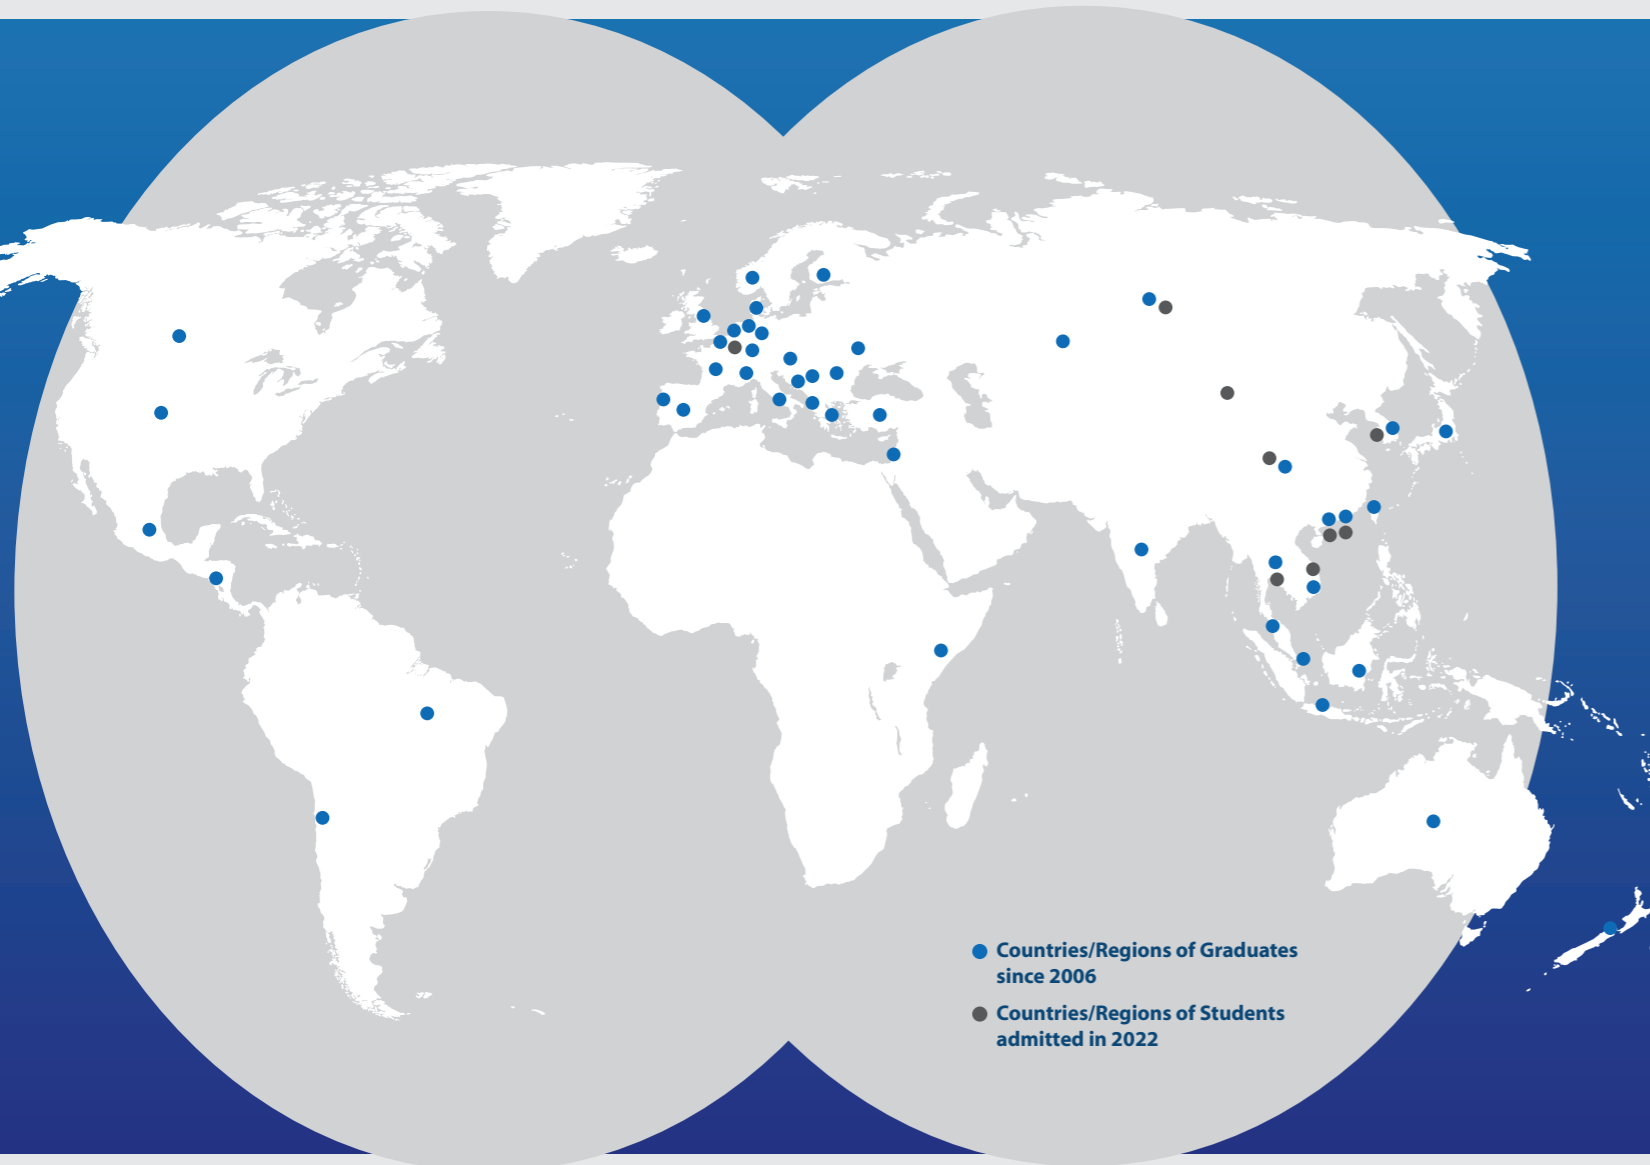 Countries/Regions of Graduates
since 2006
Countries/Regions of Students
admitted in 2022